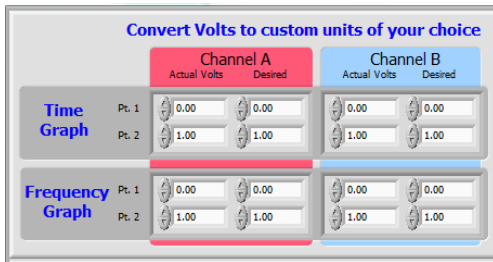 Convert Volts to custom units of your choice
Channel A Channel B
Actual Volts Desired Actual Volts Desired
Time Graph
Pt. 1 0.00 0.00 0.00 0.00
Pt. 2 1.00 1.00 1.00 1.00
Frequency Graph
Pt. 1 0.00 0.00 0.00 0.00
Pt. 2 1.00 1.00 1.00 1.00